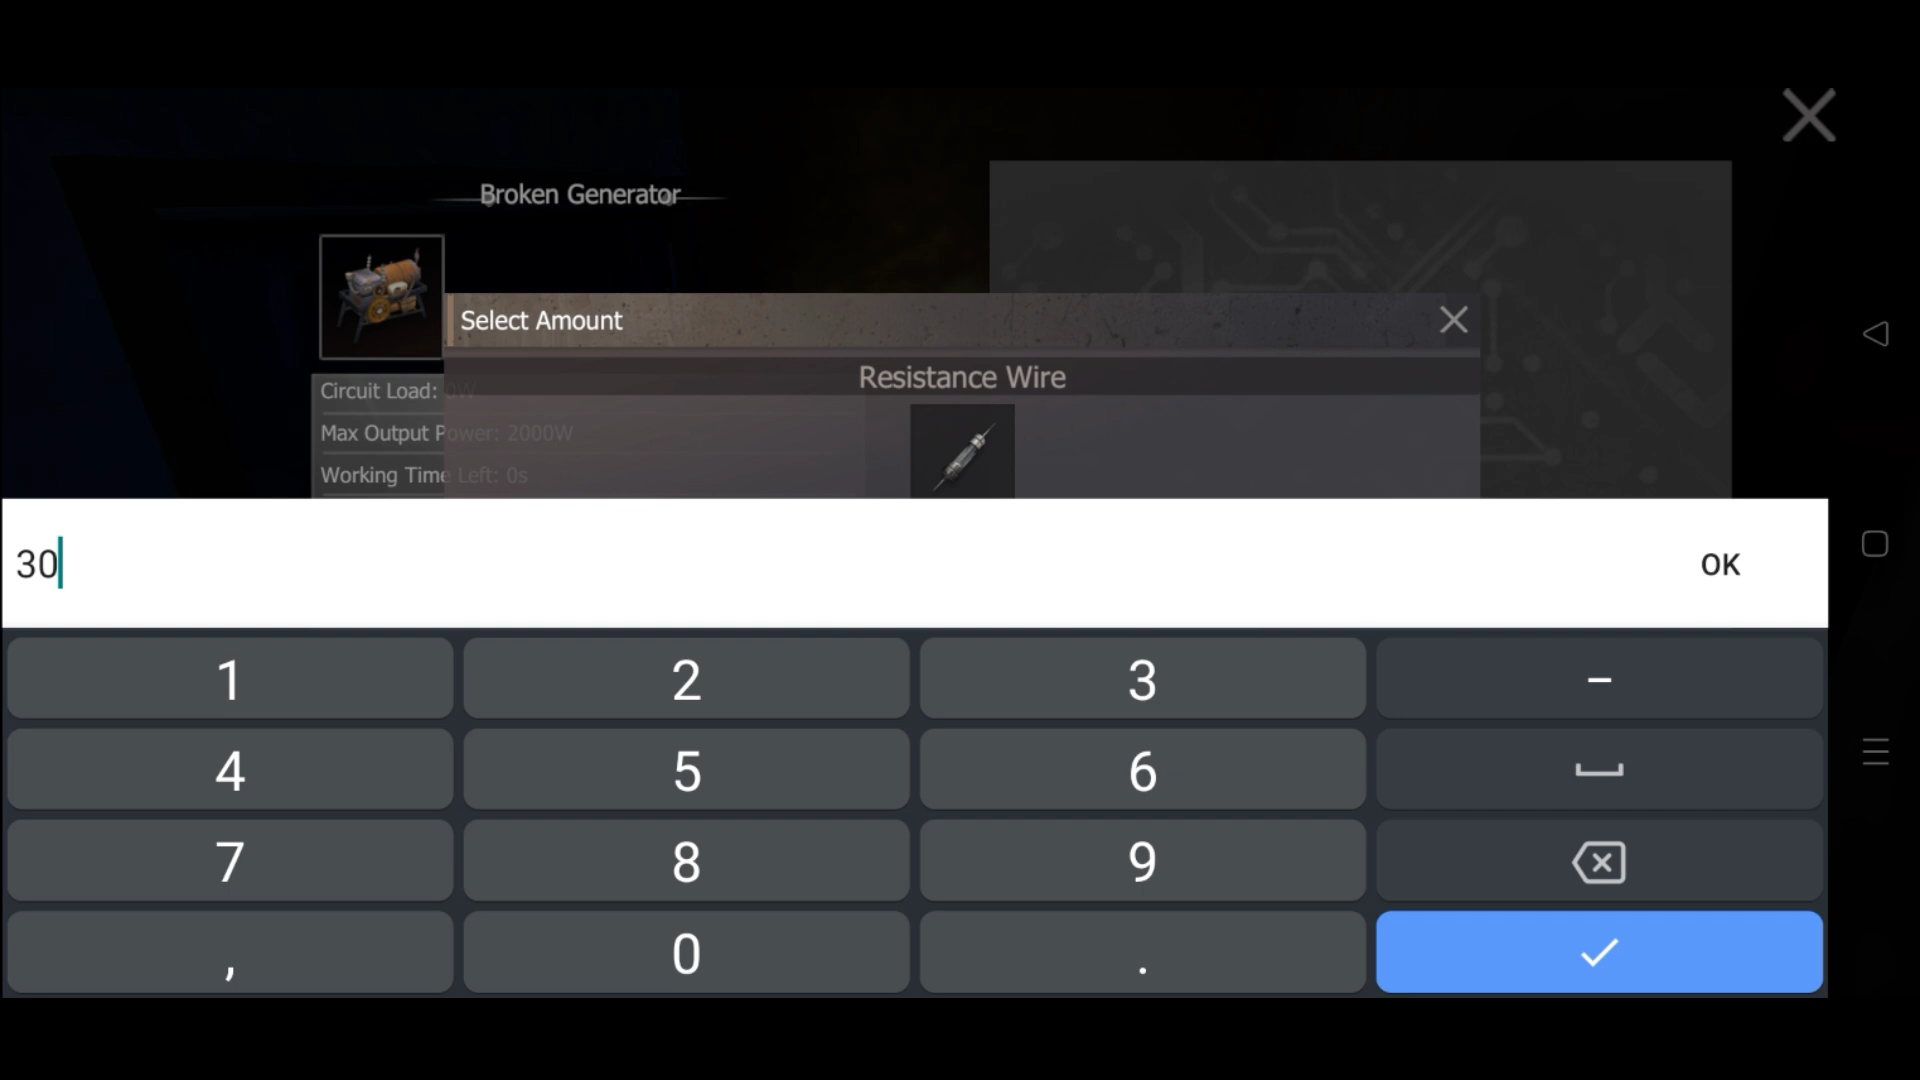 Broken Generator
Select Amount
Resistance Wire
Circuit Load: 0W
Max Output Power: 2000W
Working Time Left: 0s
30
OK
1 2 3 –
4 5 6
7 8 9
, 0 .